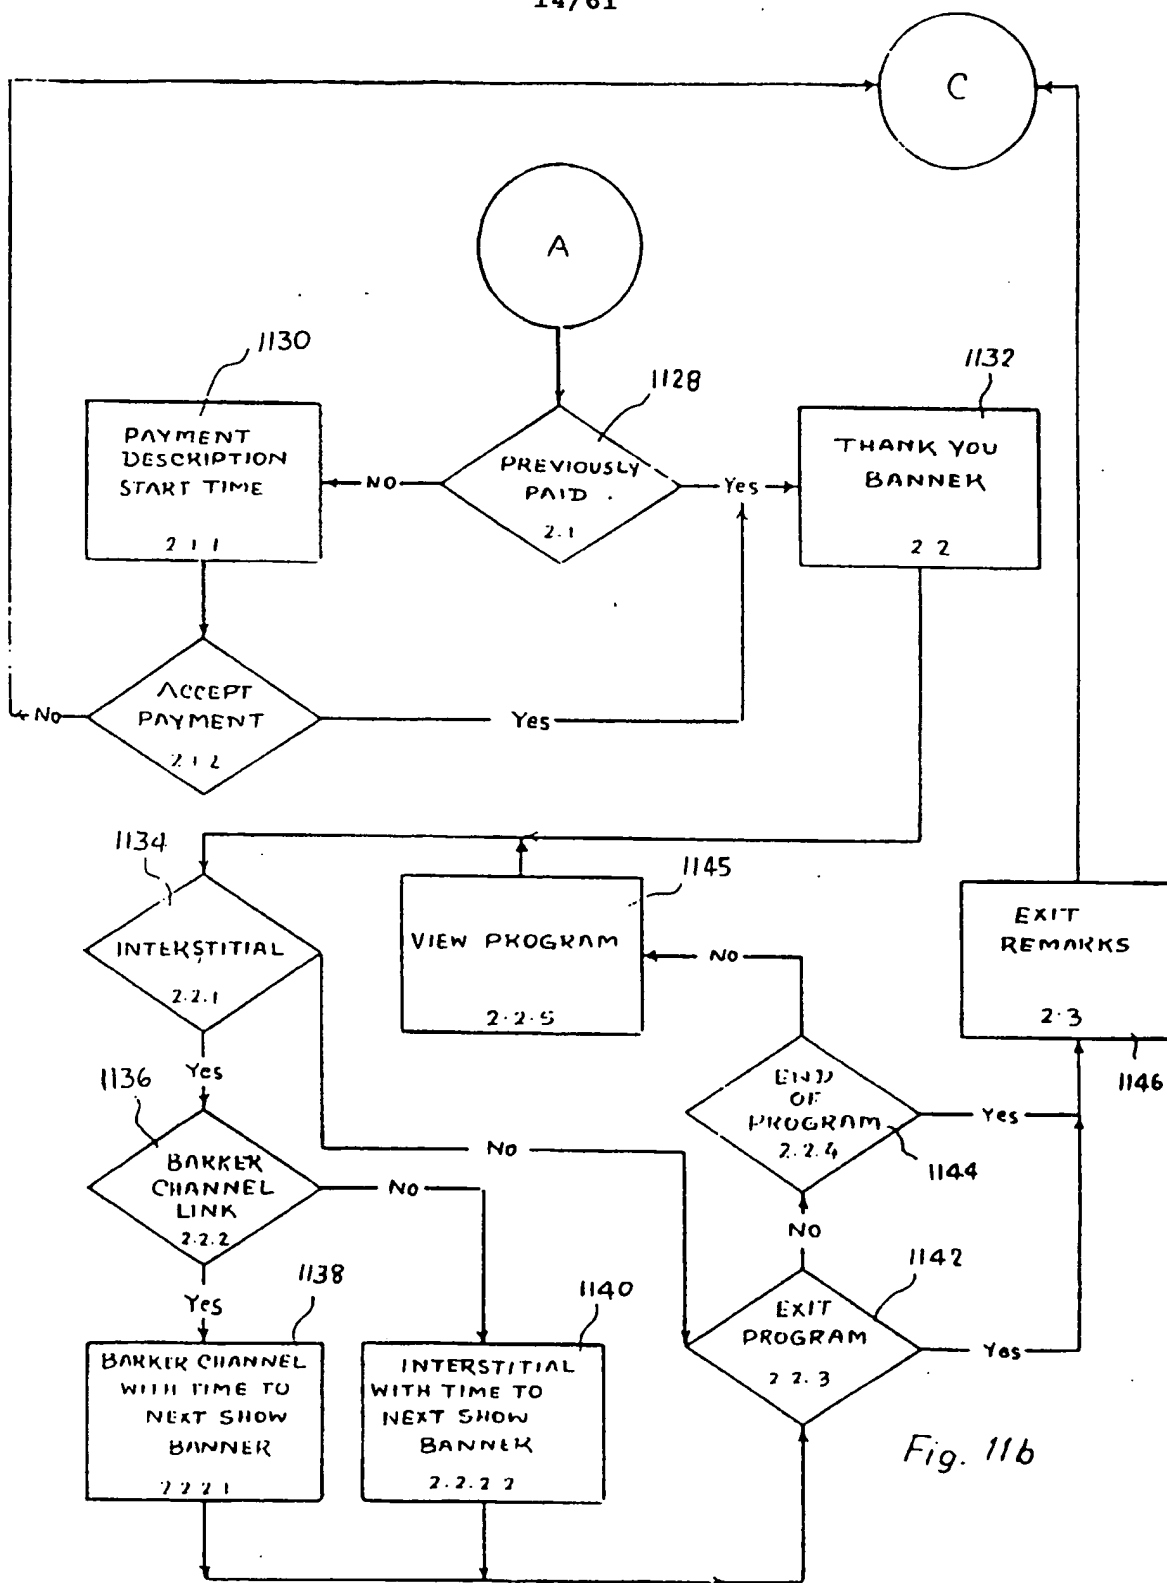 14/61
C
A
1130
1128
1132
PAYMENT
DESCRIPTION
START TIME
2 1 1
NO
PREVIOUSLY
PAID
2.1
Yes
THANK YOU
BANNER
2 2
ACCEPT
PAYMENT
2 1 2
No
Yes
1134
INTERSTITIAL
2.2.1
1145
VIEW PROGRAM
2.2.5
No
EXIT
REMARKS
2.3
1146
Yes
1136
BARKER
CHANNEL
LINK
2.2.2
No
No
END
OF
PROGRAM
2.2.4
1144
Yes
No
Yes
1138
1140
1142
EXIT
PROGRAM
2 2.3
Yes
BARKER CHANNEL
WITH TIME TO
NEXT SHOW
BANNER
2 2 2 1
INTERSTITIAL
WITH TIME TO
NEXT SHOW
BANNER
2.2.2 2
Fig. 11b